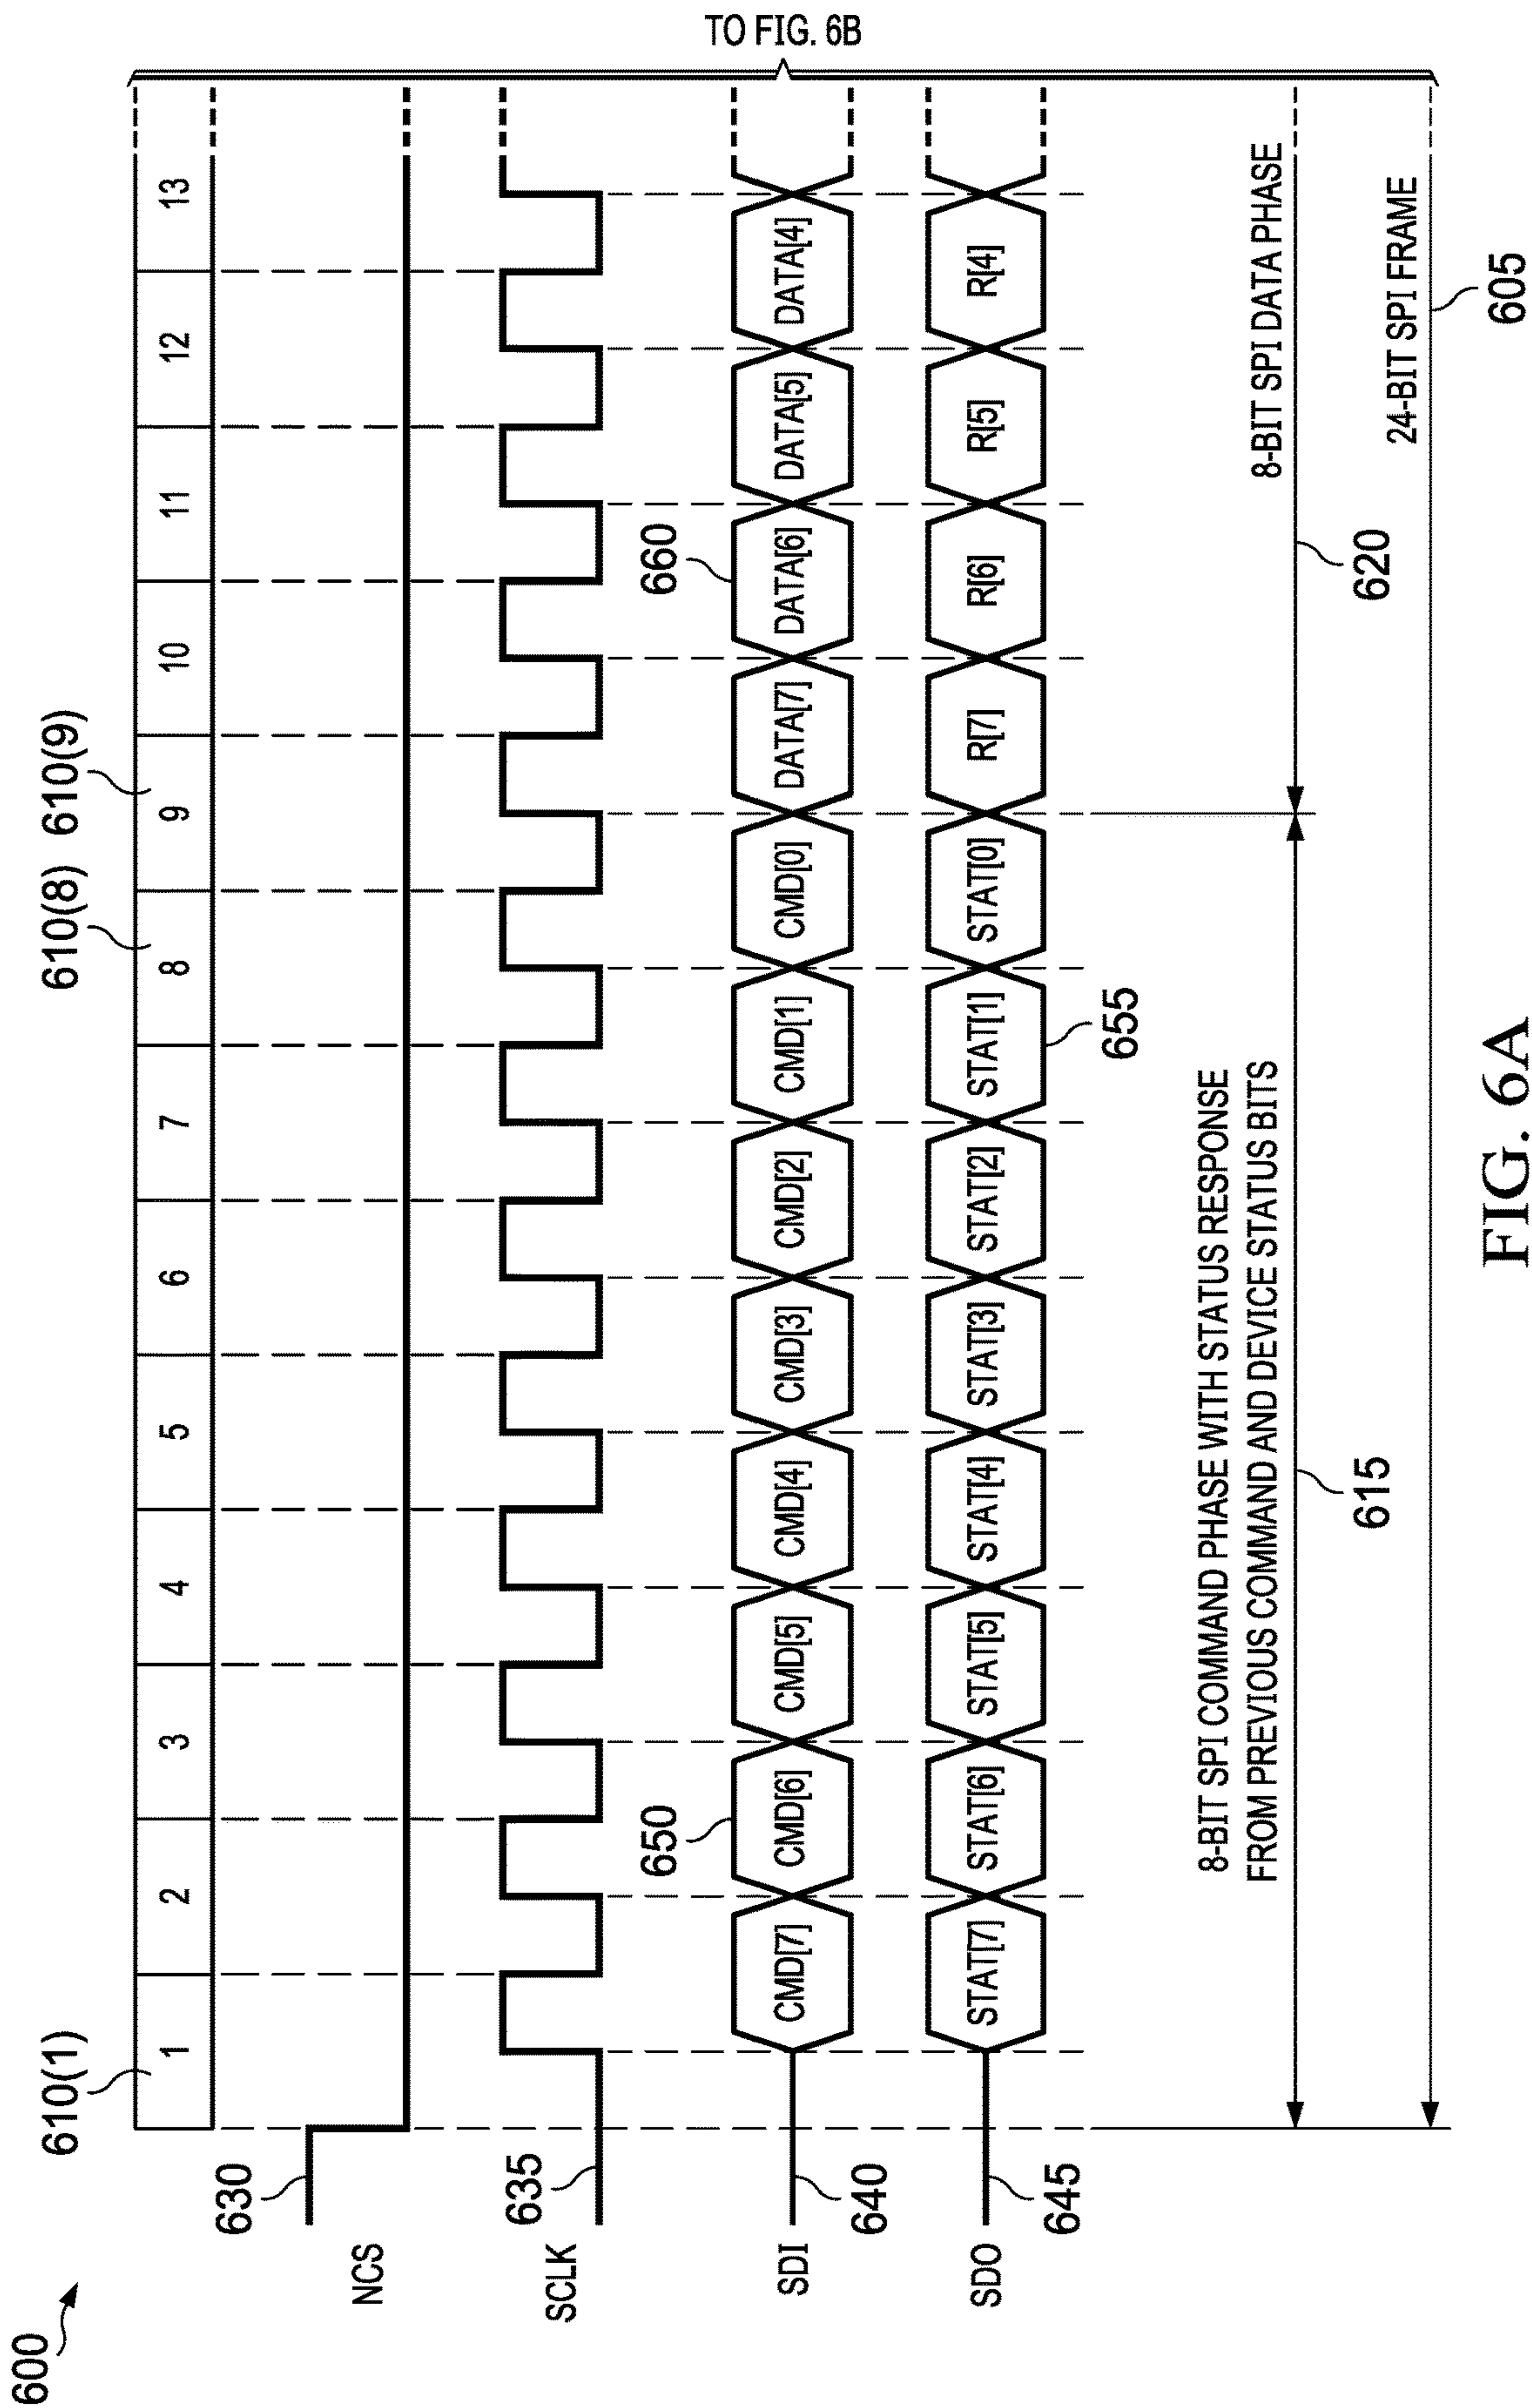 600
610(1)
610(8)
610(9)
1 2 3 4 5 6 7 8 9 10 11 12 13
630
NCS
635
SCLK
650
660
SDI
CMD[7] CMD[6] CMD[5] CMD[4] CMD[3] CMD[2] CMD[1] CMD[0] DATA[7] DATA[6] DATA[5] DATA[4]
640
SDO
STAT[7] STAT[6] STAT[5] STAT[4] STAT[3] STAT[2] STAT[1] STAT[0] R[7] R[6] R[5] R[4]
645
655
8-BIT SPI COMMAND PHASE WITH STATUS RESPONSE
FROM PREVIOUS COMMAND AND DEVICE STATUS BITS
615
8-BIT SPI DATA PHASE
620
24-BIT SPI FRAME
605
TO FIG. 6B
FIG. 6A